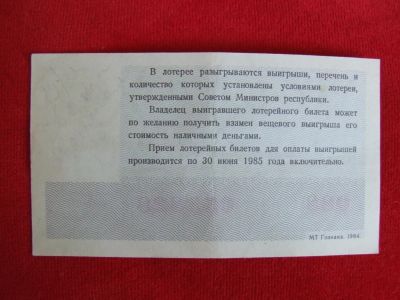 В лотерее разыгрываются выигрыши, перечень и
количество которых установлены условиями лотереи,
утвержденными Советом Министров республики.
Владелец выигравшего лотерейного билета может
по желанию получить взамен вещевого выигрыша его
стоимость наличными деньгами.
Прием лотерейных билетов для оплаты выигрышей
производится по 30 июня 1985 года включительно.
МТ Гознака. 1984.